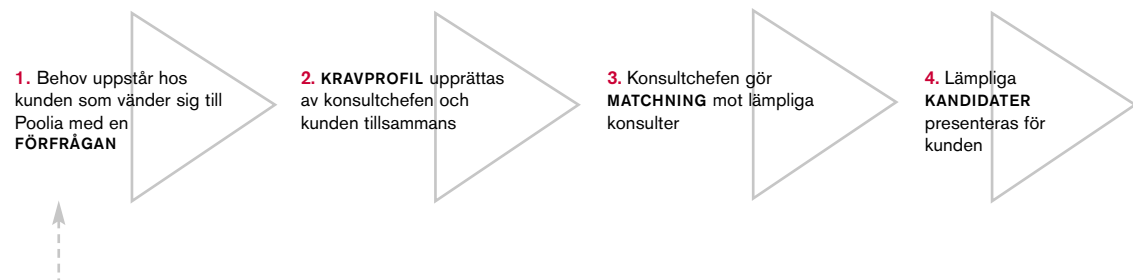 1. Behov uppstår hos
kunden som vänder sig till
Poolia med en
FÖRFRÅGAN
2. KRAVPROFIL upprättas
av konsultchefen och
kunden tillsammans
3. Konsultchefen gör
MATCHNING mot lämpliga
konsulter
4. Lämpliga
KANDIDATER
presenteras för
kunden